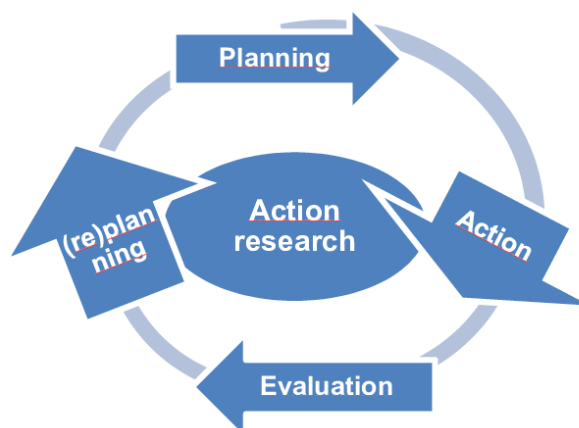 Planning
Action
research
Action
Evaluation
(re)plan
ning